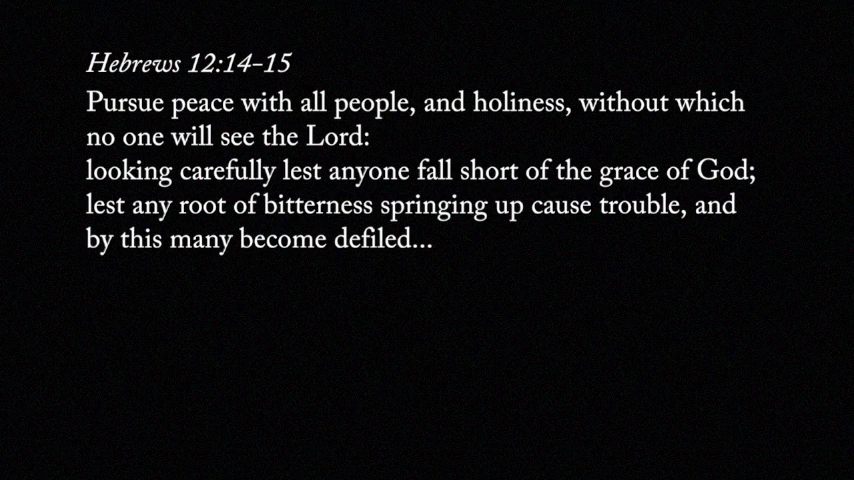 Hebrews 12:14-15
Pursue peace with all people, and holiness, without which
no one will see the Lord:
looking carefully lest anyone fall short of the grace of God;
lest any root of bitterness springing up cause trouble, and
by this many become defiled...